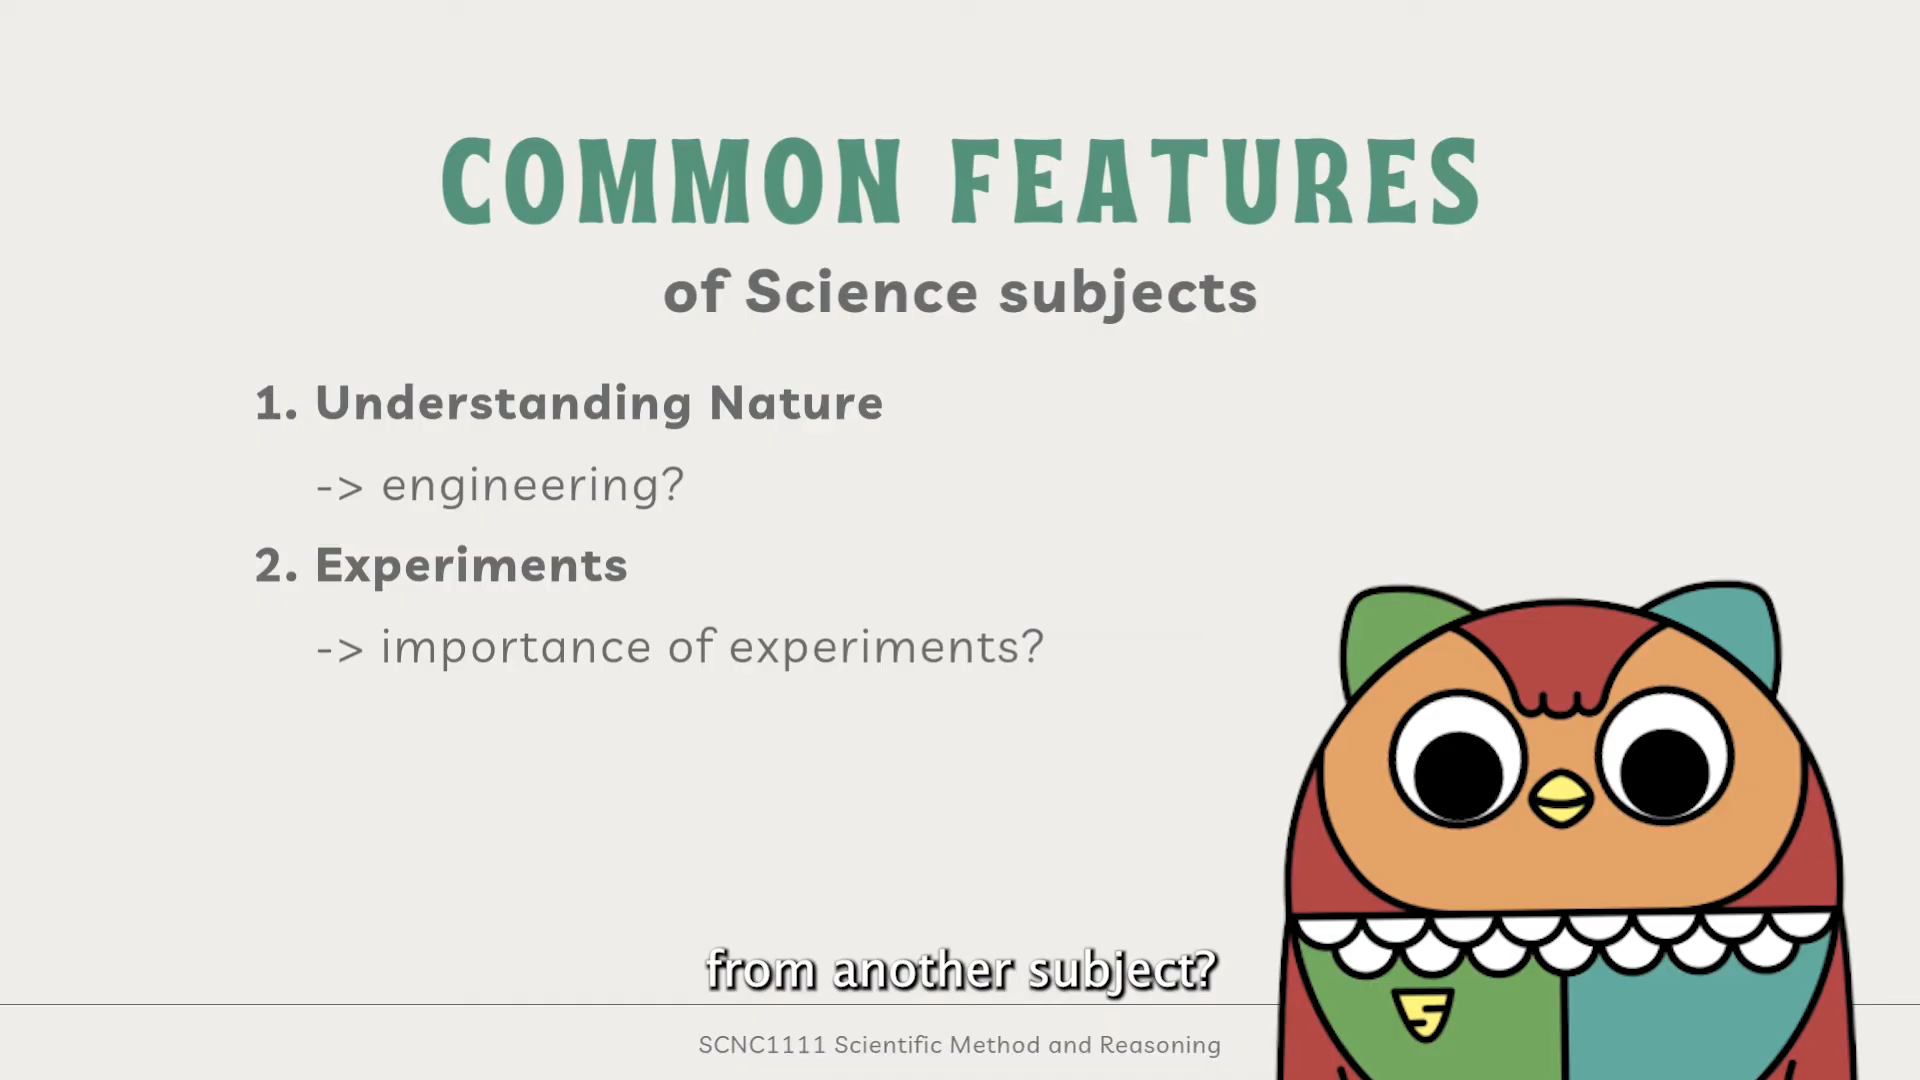 COMMON FEATURES
of Science subjects
1. Understanding Nature
-> engineering?
2. Experiments
-> importance of experiments?
from another subject?
S
SCNC1111 Scientific Method and Reasoning